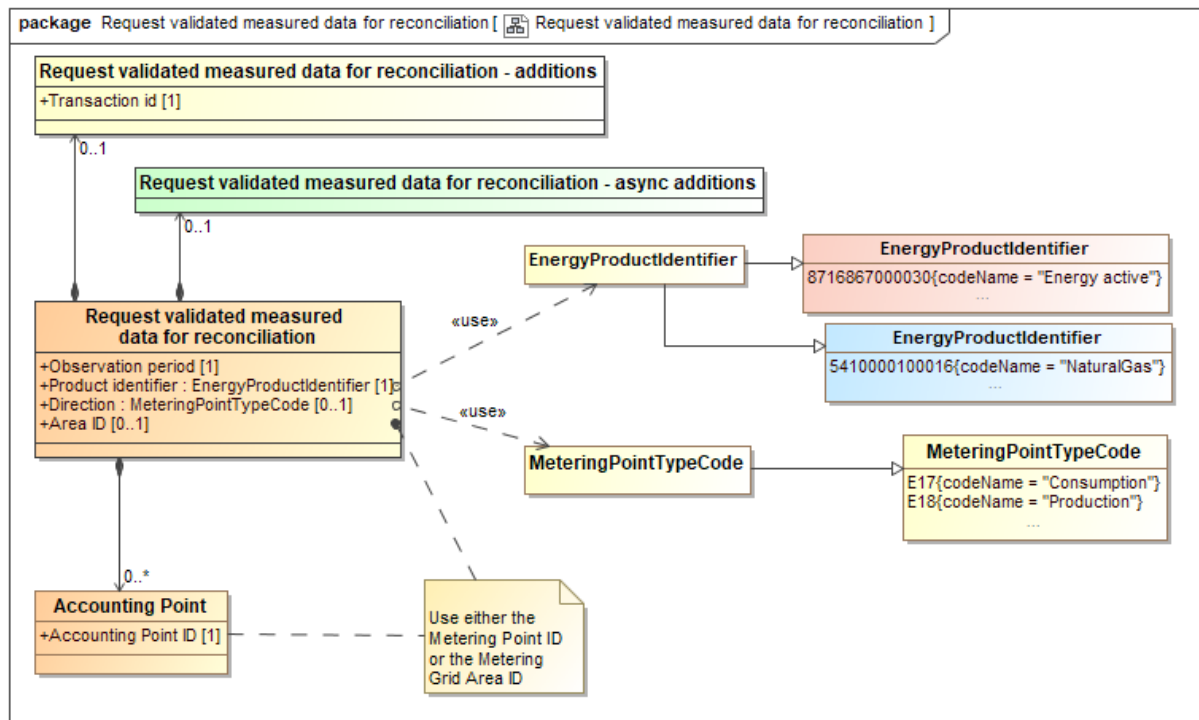 package Request validated measured data for reconciliation [ Request validated measured data for reconciliation ]
Request validated measured data for reconciliation - additions
+Transaction id [1]
0..1
Request validated measured data for reconciliation - async additions
0..1
EnergyProductIdentifier
EnergyProductIdentifier
8716867000030{codeName = "Energy active"}
...
EnergyProductIdentifier
5410000100016{codeName = "NaturalGas"}
...
Request validated measured
data for reconciliation
+Observation period [1]
+Product identifier : EnergyProductIdentifier [1]
+Direction : MeteringPointTypeCode [0..1]
+Area ID [0..1]
«use»
«use»
MeteringPointTypeCode
MeteringPointTypeCode
E17{codeName = "Consumption"}
E18{codeName = "Production"}
...
0..*
Accounting Point
+Accounting Point ID [1]
Use either the
Metering Point ID
or the Metering
Grid Area ID